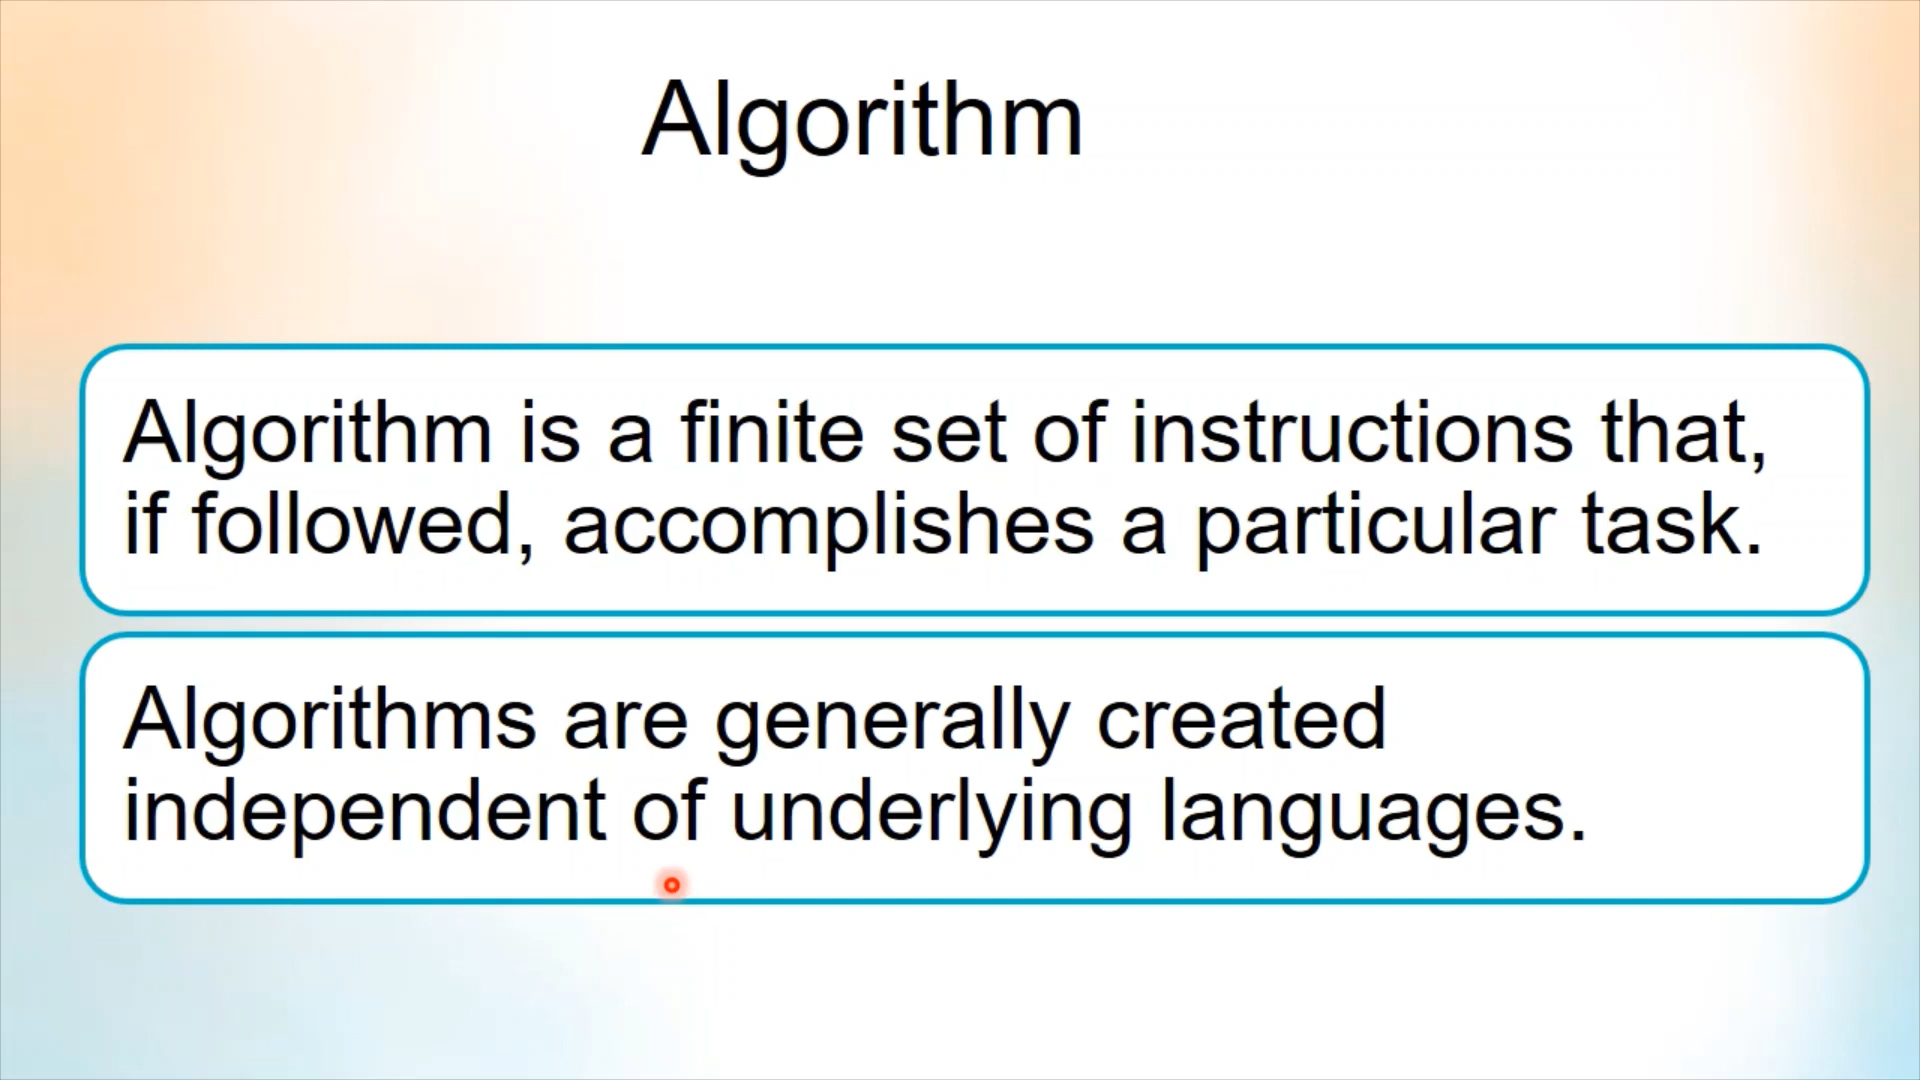 Algorithm
Algorithm is a finite set of instructions that,
if followed, accomplishes a particular task.
Algorithms are generally created
independent of underlying languages.